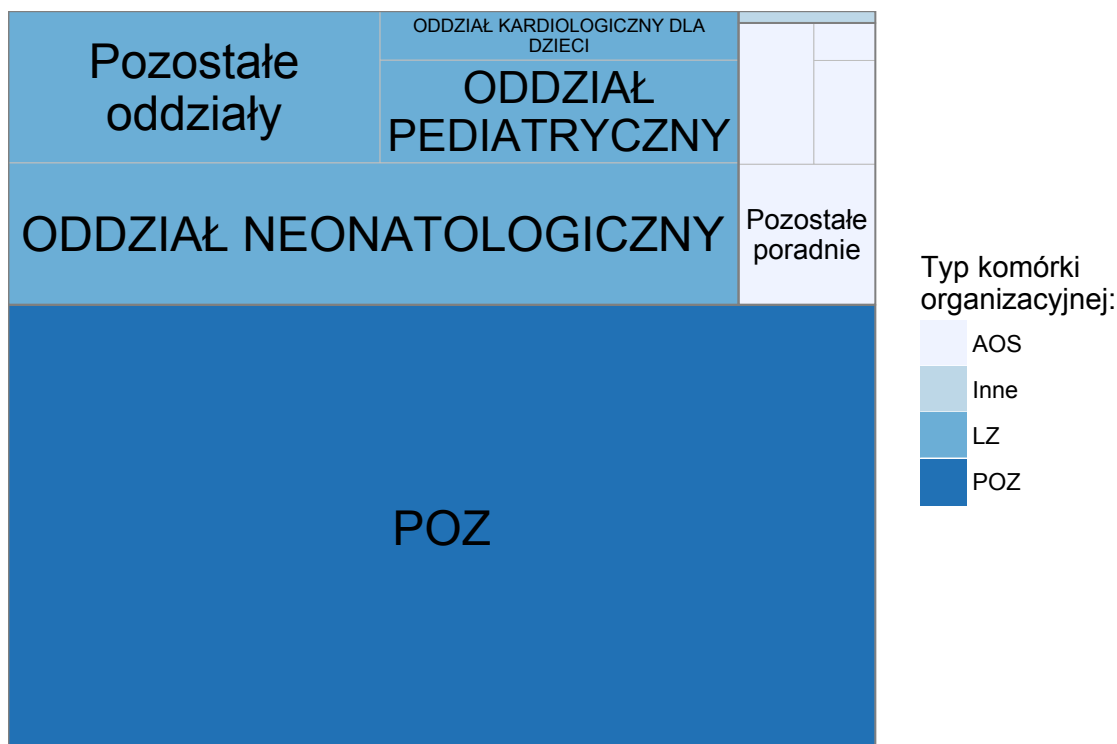 Pozostałe
oddziały
ODDZIAŁ KARDIOLOGICZNY DLA
DZIECI
ODDZIAŁ
PEDIATRYCZNY
ODDZIAŁ NEONATOLOGICZNY
Pozostałe
poradnie
POZ
Typ komórki
organizacyjnej:
AOS
Inne
LZ
POZ